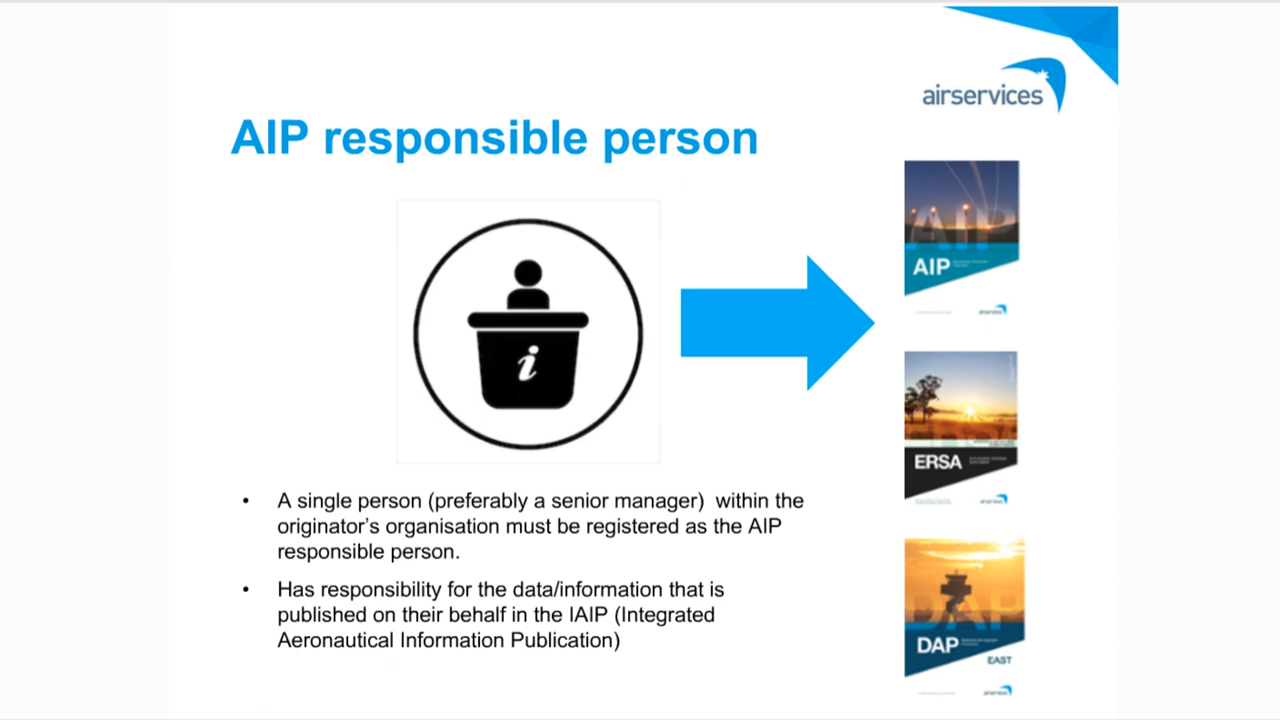 airservices
AIP responsible person
AIP
AIP
i
ERSA
DAP
DAP
EAST
• A single person (preferably a senior manager)  within the
originator’s organisation must be registered as the AIP
responsible person.
• Has responsibility for the data/information that is
published on their behalf in the IAIP (Integrated
Aeronautical Information Publication)